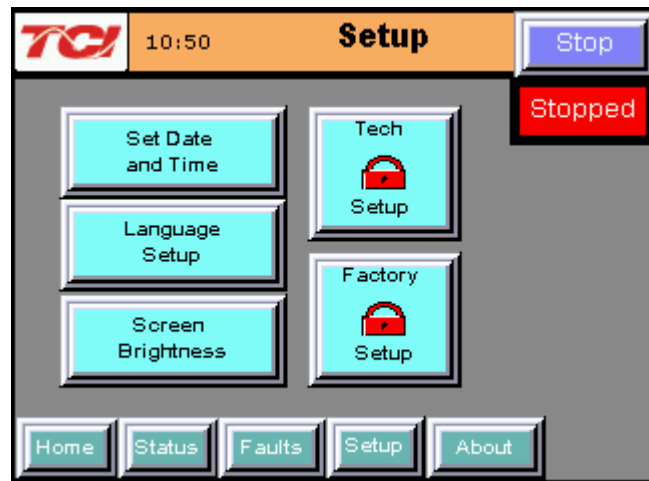 TCI
10:50
Setup
Stop
Stopped
Set Date
and Time
Language
Setup
Screen
Brightness
Tech
Setup
Factory
Setup
Home
Status
Faults
Setup
About